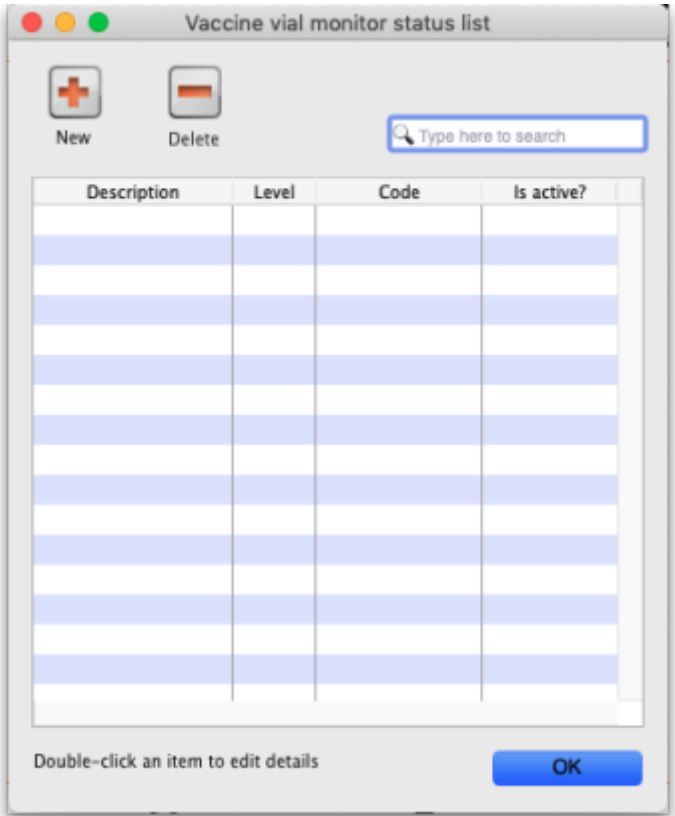 Vaccine vial monitor status list
New
Delete
Type here to search
Description Level Code Is active?
Double-click an item to edit details
OK